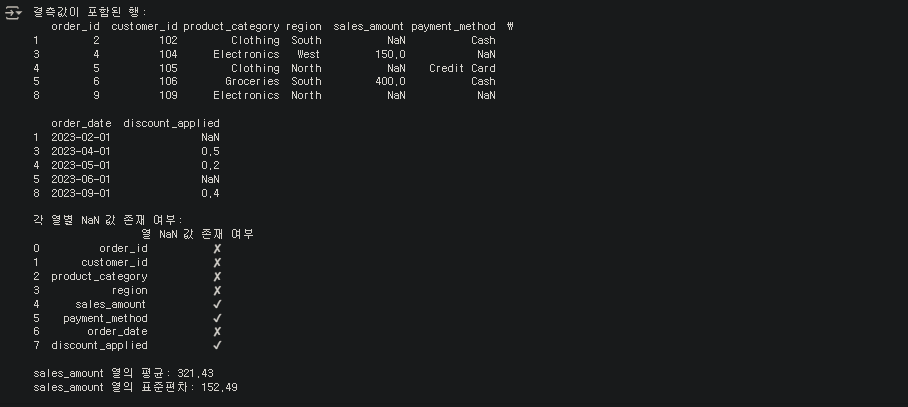 결측값이 포함된 행:
order_id customer_id product_category region sales_amount payment_method \
1 2 102 Clothing South NaN Cash
3 4 104 Electronics West 150.0 NaN
4 5 105 Clothing North NaN Credit Card
5 6 106 Groceries South 400.0 Cash
8 9 109 Electronics North NaN NaN
order_date discount_applied
1 2023-02-01 NaN
3 2023-04-01 0.5
4 2023-05-01 0.2
5 2023-06-01 NaN
8 2023-09-01 0.4
각 열별 NaN 값 존재 여부:
열 NaN 값 존재 여부
0 order_id ✘
1 customer_id ✘
2 product_category ✘
3 region ✘
4 sales_amount ✓
5 payment_method ✓
6 order_date ✘
7 discount_applied ✓
sales_amount 열의 평균: 321.43
sales_amount 열의 표준편차: 152.49